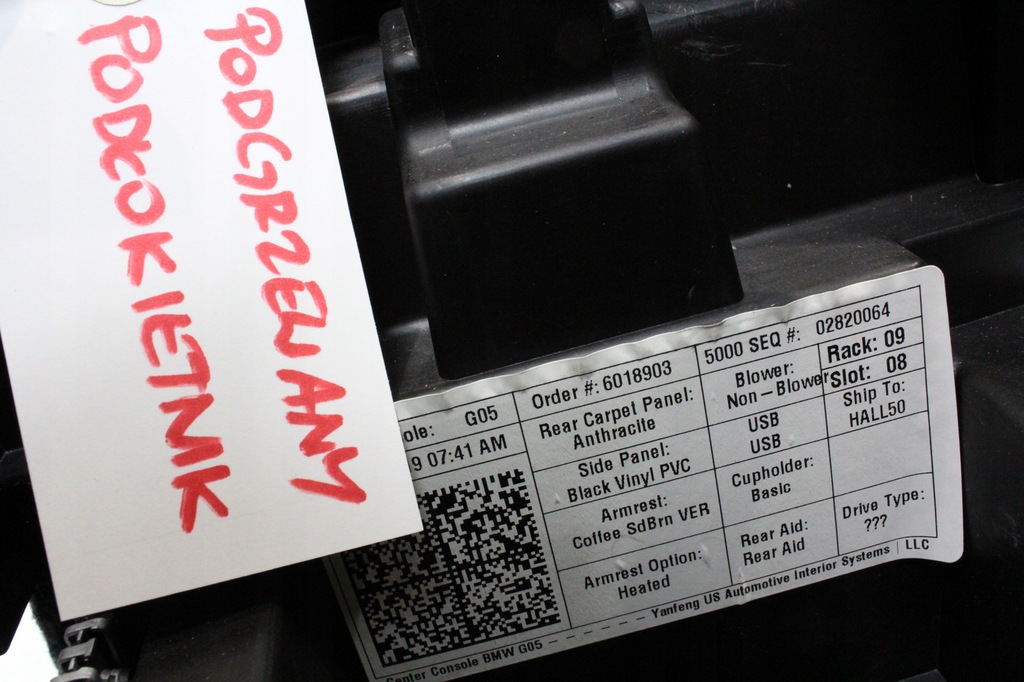 PODGRZEWANY
PODŁOKIETNIK
ole: G05
9 07:41 AM
Order #: 6018903
Rear Carpet Panel:
Anthracite
Side Panel:
Black Vinyl PVC
Armrest:
Coffee SdBrn VER
Armrest Option:
Heated
5000 SEQ #: 02820064
Blower:
Non-Blower
USB
USB
Cupholder:
Basic
Rear Aid:
Rear Aid
Rack: 09
Slot: 08
Ship To:
HALL50
Drive Type:
???
Center Console BMW G05 - - - - - - - Yanfeng US Automotive Interior Systems | LLC